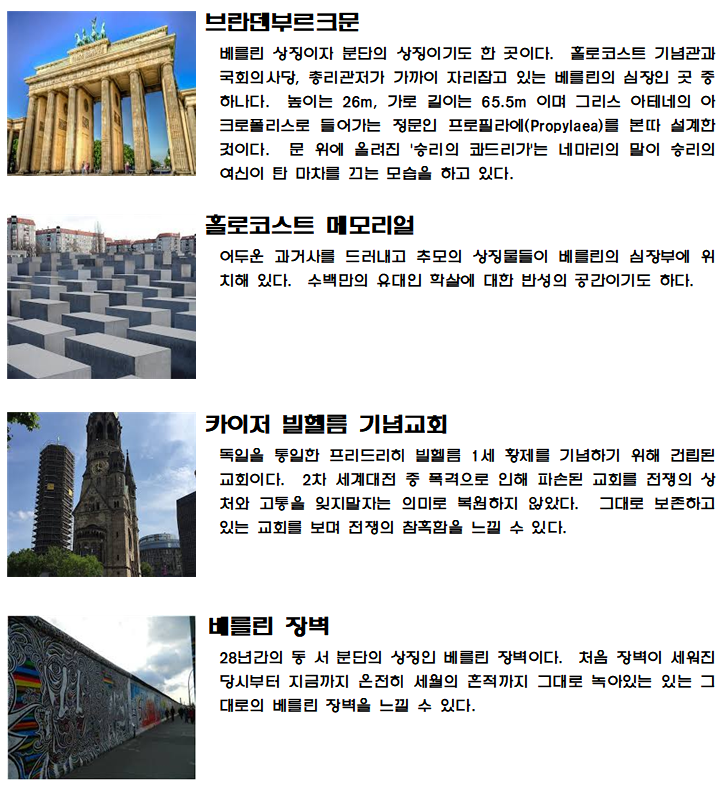 브란덴부르크문
베를린 상징이자 분단의 상징이기도 한 곳이다. 홀로코스트 기념관과
국회의사당, 총리관저가 가까이 자리잡고 있는 베를린의 심장인 곳 중
하나다. 높이는 26m, 가로 길이는 65.5m 이며 그리스 아테네의 아
크로폴리스로 들어가는 정문인 프로필라에(Propylaea)를 본따 설계한
것이다. 문 위에 올려진 '승리의 콰드리가'는 네마리의 말이 승리의
여신이 탄 마차를 끄는 모습을 하고 있다.
홀로코스트 메모리얼
어두운 과거사를 드러내고 추모의 상징물들이 베를린의 심장부에 위
치해 있다. 수백만의 유대인 학살에 대한 반성의 공간이기도 하다.
카이저 빌헬름 기념교회
독일을 통일한 프리드리히 빌헬름 1세 황제를 기념하기 위해 건립된
교회이다. 2차 세계대전 중 폭격으로 인해 파손된 교회를 전쟁의 상
처와 고통을 잊지말자는 의미로 복원하지 않았다. 그대로 보존하고
있는 교회를 보며 전쟁의 참혹함을 느낄 수 있다.
베를린 장벽
28년간의 동 서 분단의 상징인 베를린 장벽이다. 처음 장벽이 세워진
당시부터 지금까지 온전히 세월의 흔적까지 그대로 녹아있는 있는 그
대로의 베를린 장벽을 느낄 수 있다.